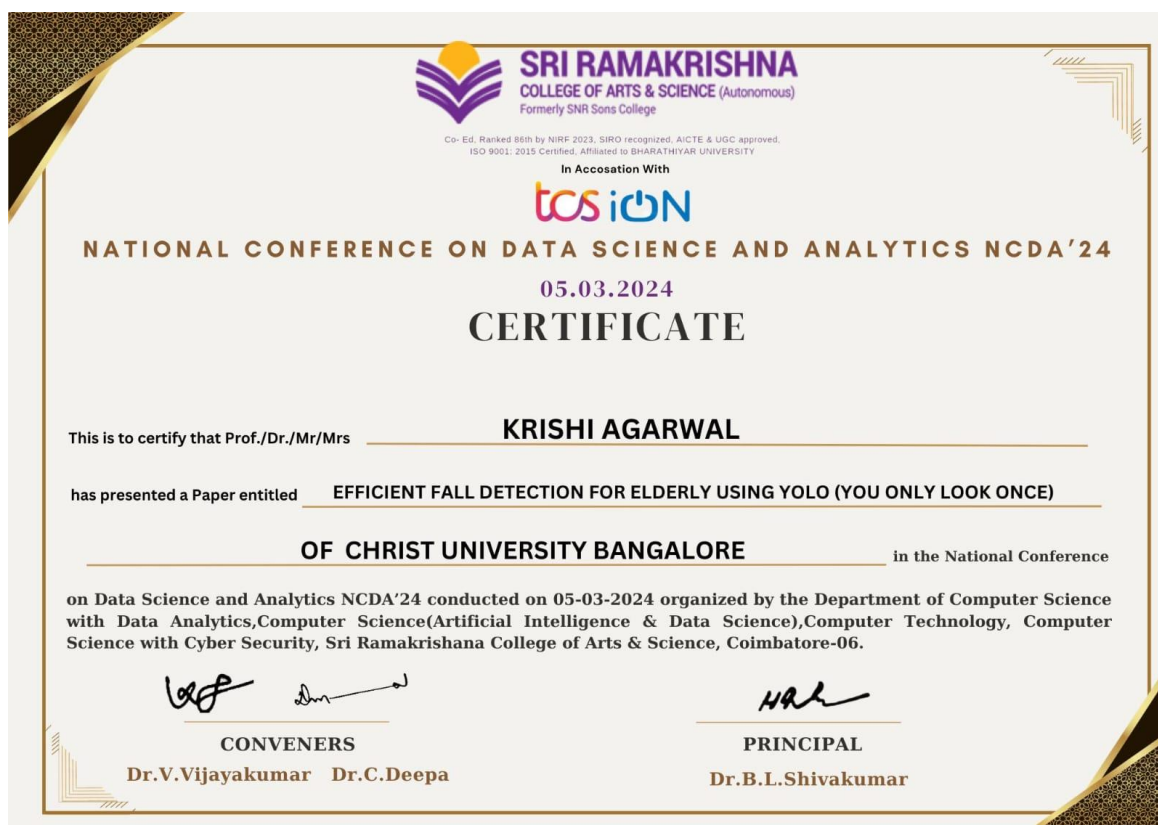 SRI RAMAKRISHNA
COLLEGE OF ARTS & SCIENCE (Autonomous)
Formerly SNR Sons College
Co- Ed, Ranked 86th by NIRF 2023, SIRO recognized, AICTE & UGC approved,
ISO 9001: 2015 Certified, Affiliated to BHARATHIYAR UNIVERSITY
In Accosation With
tcs iON
NATIONAL CONFERENCE ON DATA SCIENCE AND ANALYTICS NCDA'24
05.03.2024
CERTIFICATE
This is to certify that Prof./Dr./Mr/Mrs KRISHI AGARWAL
has presented a Paper entitled EFFICIENT FALL DETECTION FOR ELDERLY USING YOLO (YOU ONLY LOOK ONCE)
OF CHRIST UNIVERSITY BANGALORE in the National Conference
on Data Science and Analytics NCDA'24 conducted on 05-03-2024 organized by the Department of Computer Science
with Data Analytics,Computer Science(Artificial Intelligence & Data Science),Computer Technology, Computer
Science with Cyber Security, Sri Ramakrishana College of Arts & Science, Coimbatore-06.
CONVENERS PRINCIPAL
Dr.V.Vijayakumar Dr.C.Deepa Dr.B.L.Shivakumar